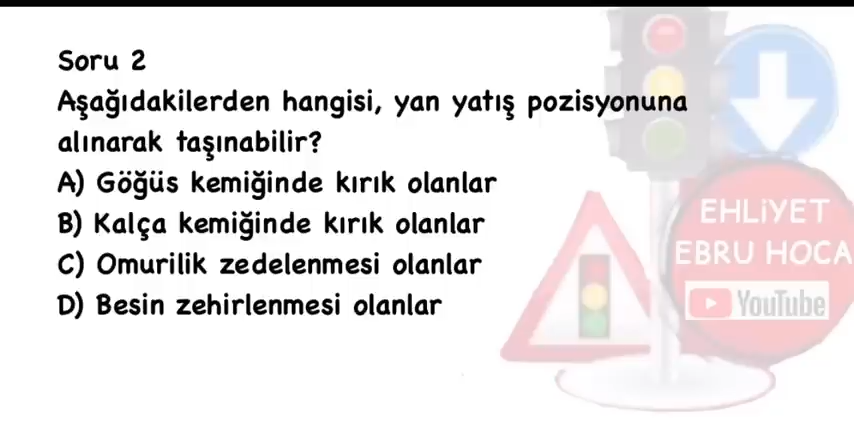 Soru 2
Aşağıdakilerden hangisi, yan yatış pozisyonuna
alınarak taşınabilir?
A) Göğüs kemiğinde kırık olanlar
B) Kalça kemiğinde kırık olanlar
C) Omurilik zedelenmesi olanlar
D) Besin zehirlenmesi olanlar
EHLİYET
EBRU HOCA
YouTube